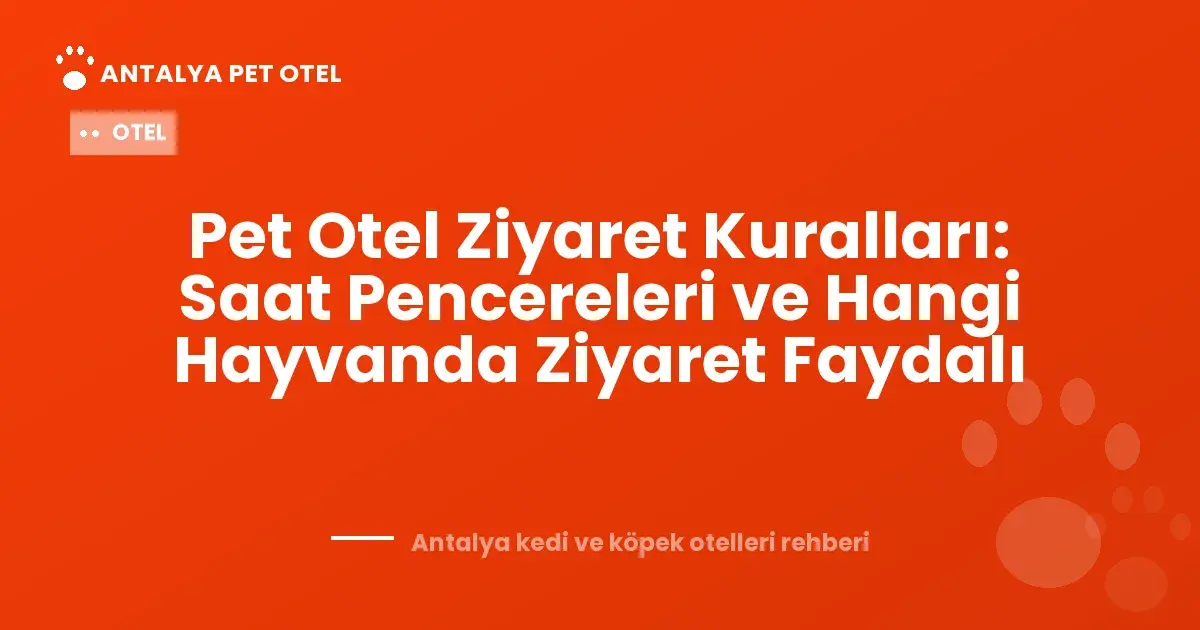 ANTALYA PET OTEL
OTEL
Pet Otel Ziyaret Kuralları:
Saat Pencereleri ve Hangi
Hayvanda Ziyaret Faydalı
Antalya kedi ve köpek otelleri rehberi